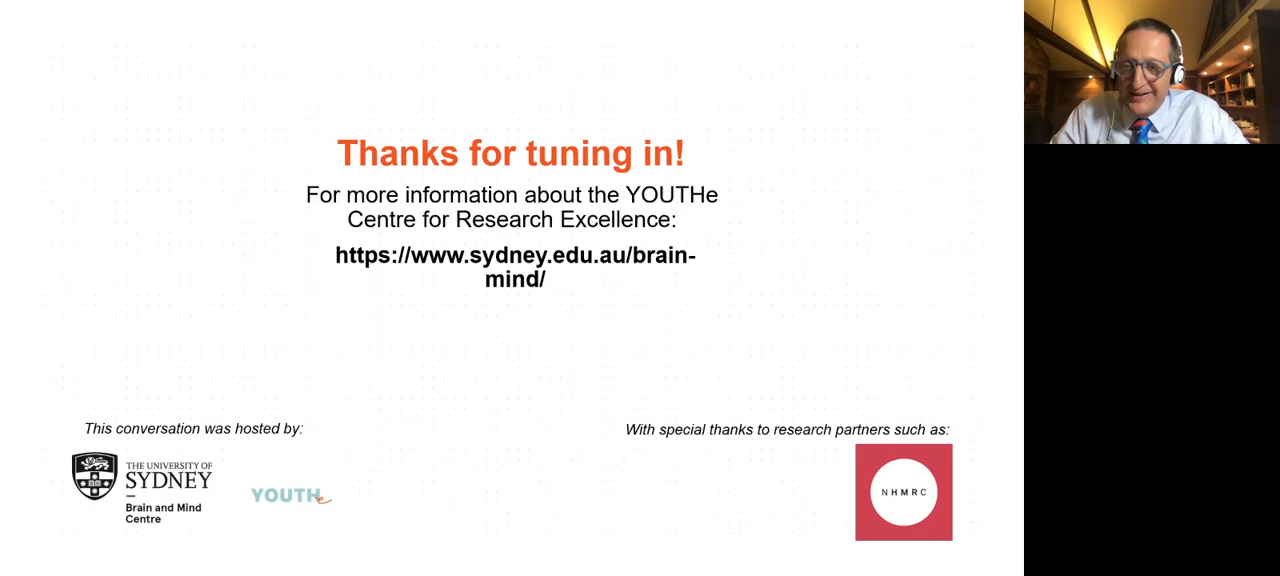 Thanks for tuning in!
For more information about the YOUTHe
Centre for Research Excellence:
https://www.sydney.edu.au/brain-
mind/
This conversation was hosted by:
With special thanks to research partners such as:
THE UNIVERSITY OF
SYDNEY
Brain and Mind
Centre
YOUTHe
NHMRC